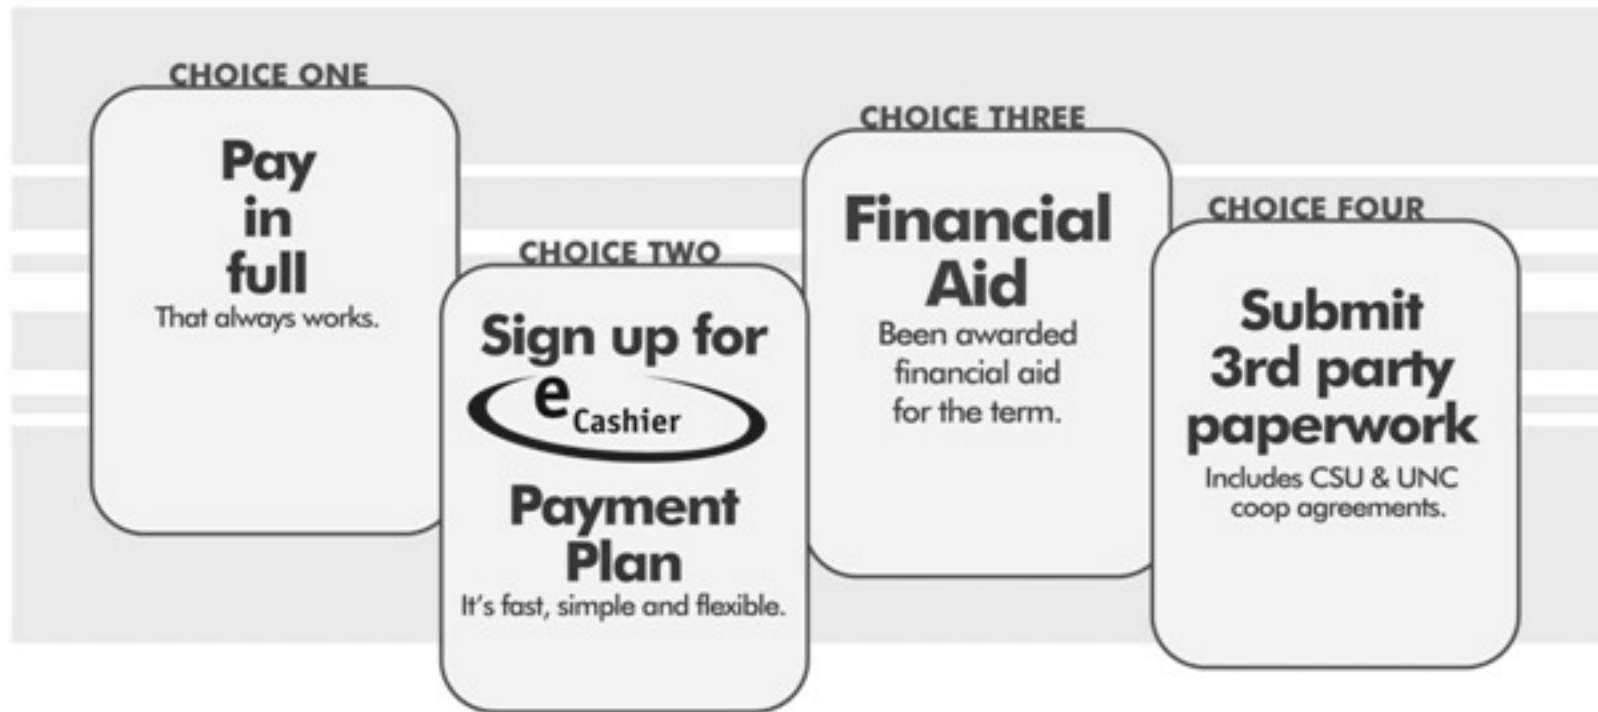 CHOICE ONE
Pay
in
full
That always works.
CHOICE TWO
Sign up for
e Cashier
Payment
Plan
It's fast, simple and flexible.
CHOICE THREE
Financial
Aid
Been awarded
financial aid
for the term.
CHOICE FOUR
Submit
3rd party
paperwork
Includes CSU & UNC
coop agreements.